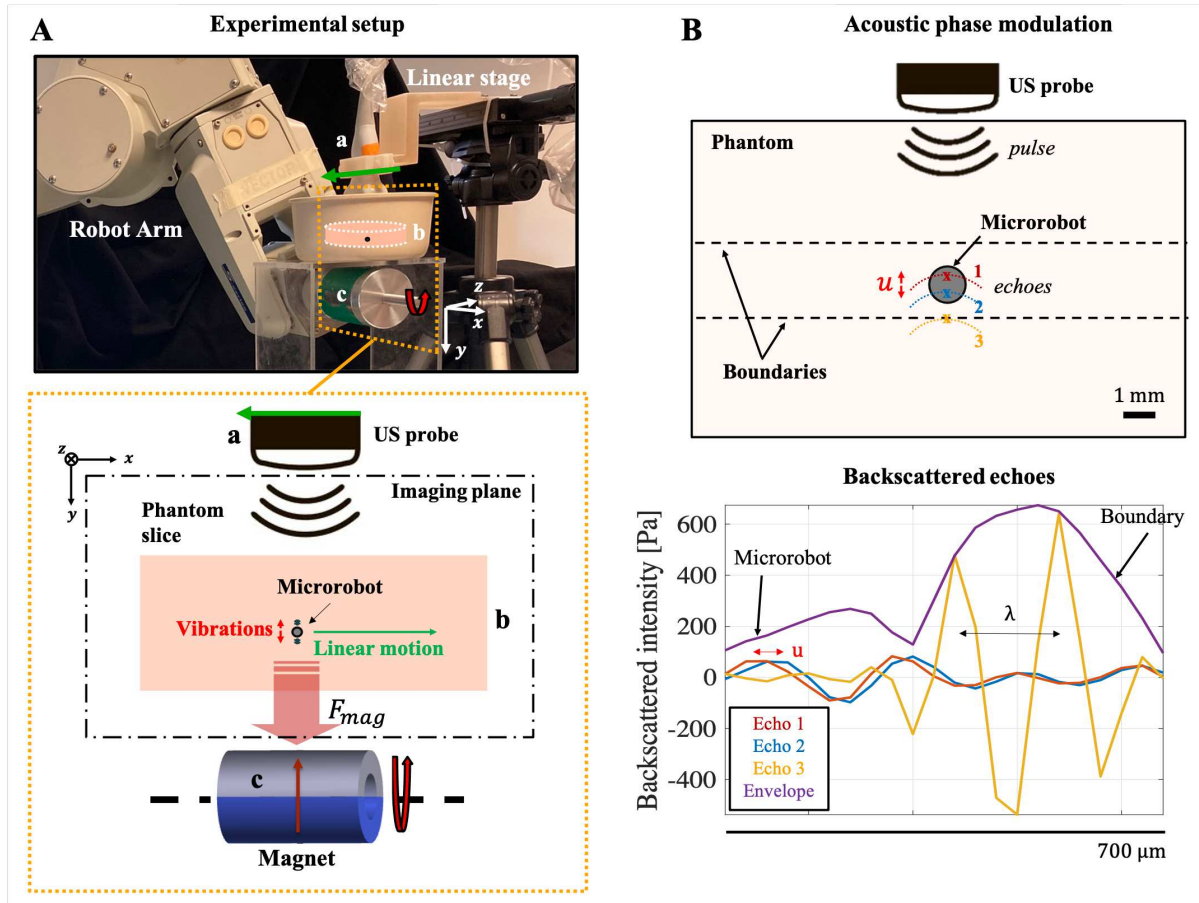 A
Experimental setup
Linear stage
a
VECTOR
Robot Arm
b
c
z
x
y
a
US probe
z
x
y
Imaging plane
Phantom
slice
Microrobot
b
Vibrations
Linear motion
F_mag
c
Magnet
B
Acoustic phase modulation
US probe
Phantom
pulse
Microrobot
u
1
echoes
2
3
Boundaries
1 mm
Backscattered echoes
Backscattered intensity [Pa]
600
400
200
0
-200
-400
Microrobot
Boundary
λ
u
Echo 1
Echo 2
Echo 3
Envelope
700 μm